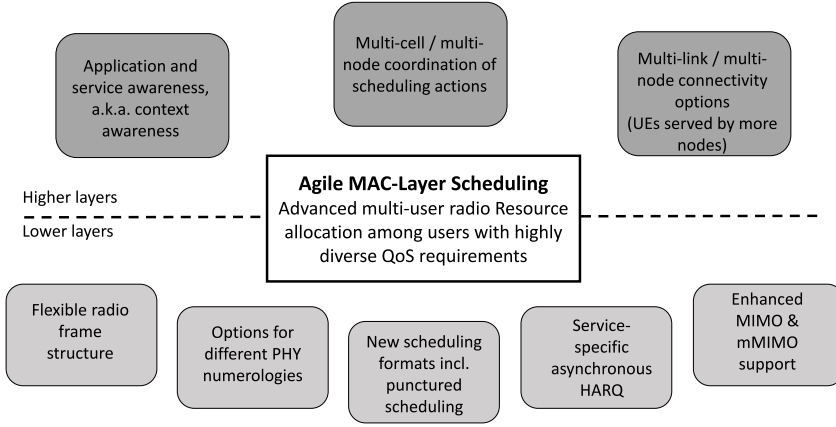 Application and
service awareness,
a.k.a. context
awareness
Multi-cell / multi-
node coordination of
scheduling actions
Multi-link / multi-
node connectivity
options
(UEs served by more
nodes)
Agile MAC-Layer Scheduling
Advanced multi-user radio Resource
allocation among users with highly
diverse QoS requirements
Higher layers
Lower layers
Flexible radio
frame
structure
Options for
different PHY
numerologies
New scheduling
formats incl.
punctured
scheduling
Service-
specific
asynchronous
HARQ
Enhanced
MIMO &
mMIMO
support